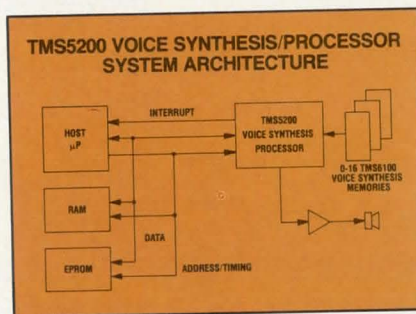 TMS5200 VOICE SYNTHESIS/PROCESSOR
SYSTEM ARCHITECTURE
INTERRUPT
HOST
μP
TMS5200
VOICE SYNTHESIS
PROCESSOR
0-16 TMS6100
VOICE SYNTHESIS
MEMORIES
RAM
DATA
ADDRESS/TIMING
EPROM